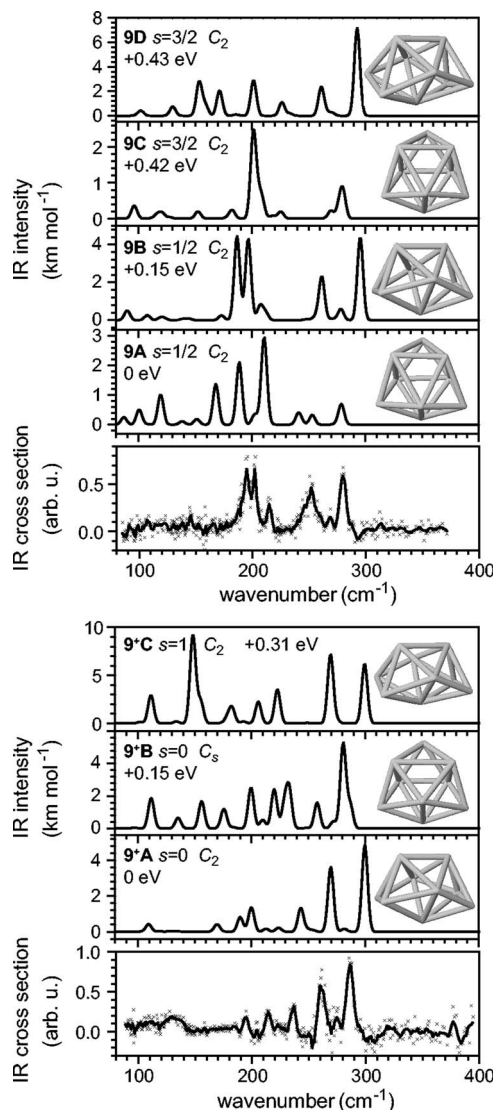 8
6
4
2
0
9D s=3/2 C₂
+0.43 eV
2
1
0
9C s=3/2 C₂
+0.42 eV
4
2
0
9B s=1/2 C₂
+0.15 eV
3
2
1
0
9A s=1/2 C₂
0 eV
IR intensity
(km mol⁻¹)
0.5
0.0
IR cross section
(arb. u.)
100 200 300 400
wavenumber (cm⁻¹)
10
5
0
9⁺C s=1 C₂ +0.31 eV
4
2
0
9⁺B s=0 Cₛ
+0.15 eV
4
2
0
9⁺A s=0 C₂
0 eV
IR intensity
(km mol⁻¹)
1.0
0.5
0.0
IR cross section
(arb. u.)
100 200 300 400
wavenumber (cm⁻¹)